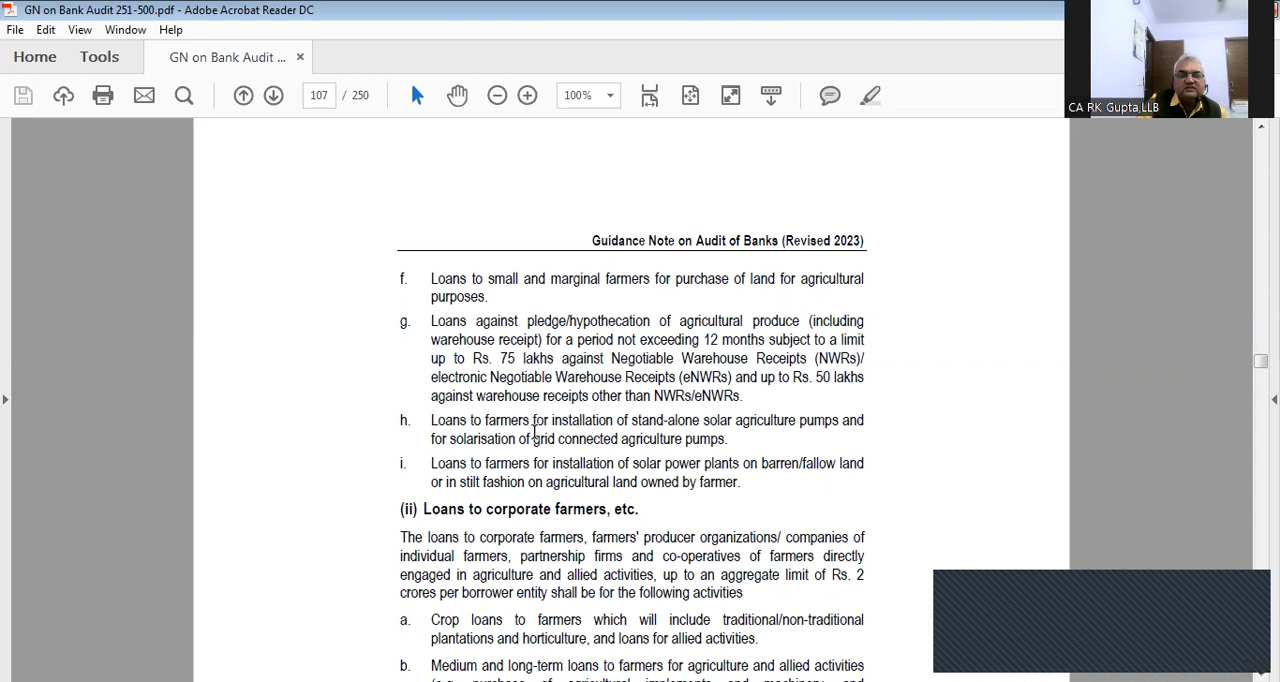 GN on Bank Audit 251-500.pdf - Adobe Acrobat Reader DC
File Edit View Window Help
Home Tools GN on Bank Audit ... ×
107 / 250 100%
CA RK Gupta,LLB
Guidance Note on Audit of Banks (Revised 2023)
f. Loans to small and marginal farmers for purchase of land for agricultural
purposes.
g. Loans against pledge/hypothecation of agricultural produce (including
warehouse receipt) for a period not exceeding 12 months subject to a limit
up to Rs. 75 lakhs against Negotiable Warehouse Receipts (NWRs)/
electronic Negotiable Warehouse Receipts (eNWRs) and up to Rs. 50 lakhs
against warehouse receipts other than NWRs/eNWRs.
h. Loans to farmers for installation of stand-alone solar agriculture pumps and
for solarisation of grid connected agriculture pumps.
i. Loans to farmers for installation of solar power plants on barren/fallow land
or in stilt fashion on agricultural land owned by farmer.
(ii) Loans to corporate farmers, etc.
The loans to corporate farmers, farmers' producer organizations/ companies of
individual farmers, partnership firms and co-operatives of farmers directly
engaged in agriculture and allied activities, up to an aggregate limit of Rs. 2
crores per borrower entity shall be for the following activities
a. Crop loans to farmers which will include traditional/non-traditional
plantations and horticulture, and loans for allied activities.
b. Medium and long-term loans to farmers for agriculture and allied activities
(e.g. purchase of agricultural implements and machinery and